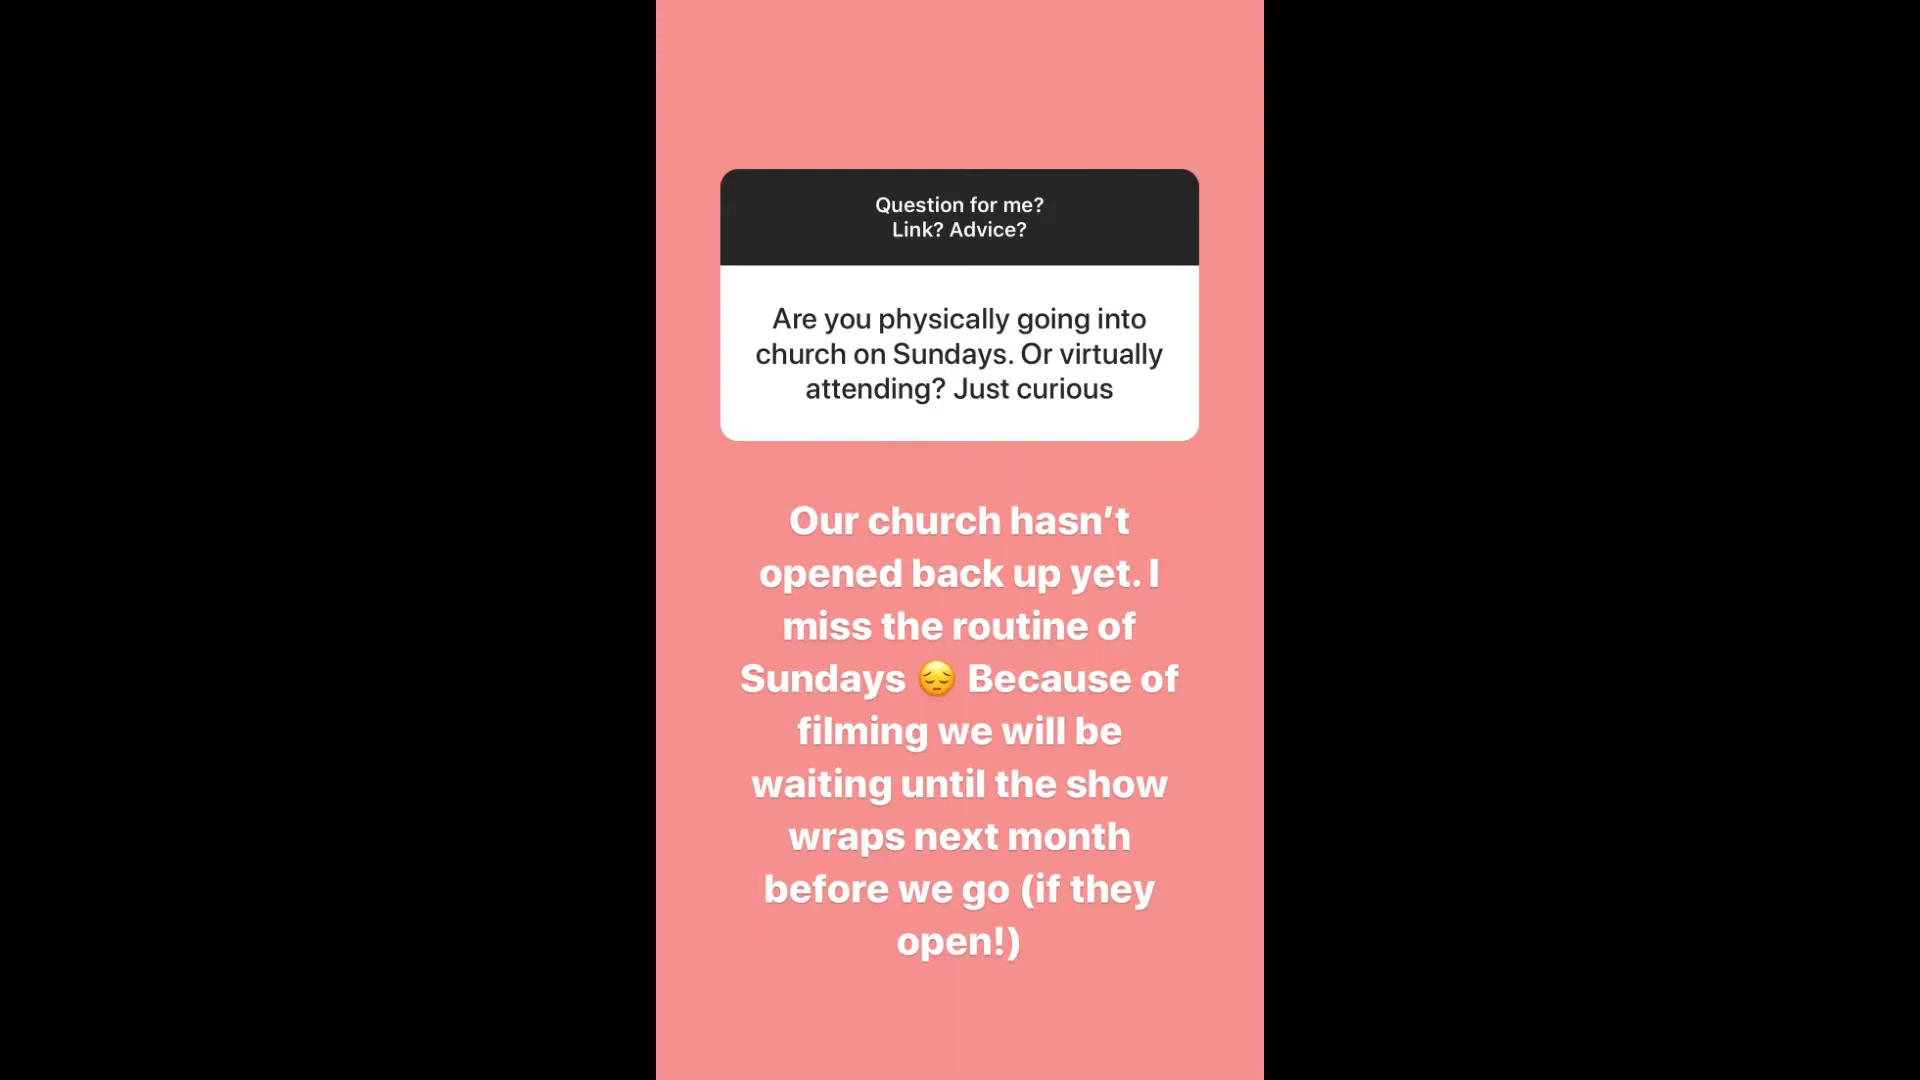 Question for me?
Link? Advice?
Are you physically going into
church on Sundays. Or virtually
attending? Just curious
Our church hasn’t
opened back up yet. I
miss the routine of
Sundays 😔 Because of
filming we will be
waiting until the show
wraps next month
before we go (if they
open!)